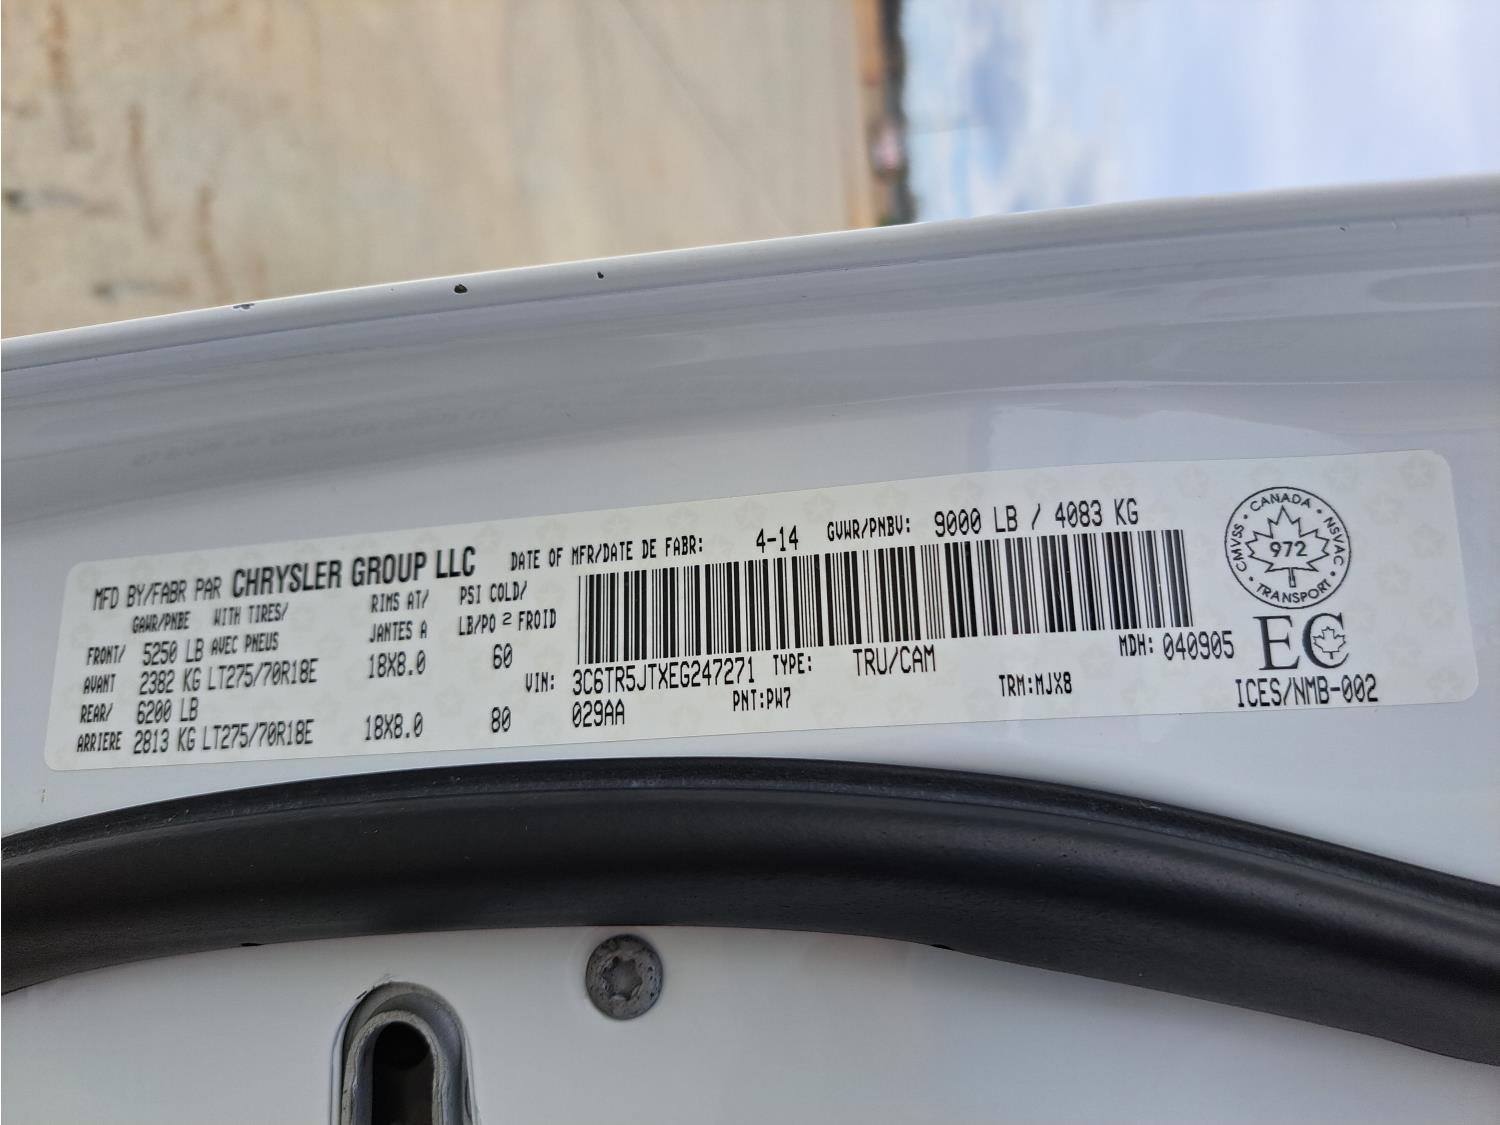 MFD BY/FABR PAR CHRYSLER GROUP LLC DATE OF MFR/DATE DE FABR: 4-14 GVWR/PNBV: 9000 LB / 4083 KG
GAWR/PNBE WITH TIRES/ RIMS AT/ PSI COLD/
AVEC PNEUS JANTES A LB/PO² FROID
FRONT/ 5250 LB
AVANT 2382 KG LT275/70R18E 18X8.0 60
REAR/ 6200 LB
ARRIERE 2813 KG LT275/70R18E 18X8.0 80
VIN: 3C6TR5JTXEG247271 TYPE: TRU/CAM MDH: 040905
029AA PNT:PW7 TRM:MJX8
CANADA
CMVSS · NSVAC
972
TRANSPORT
EC
ICES/NMB-002